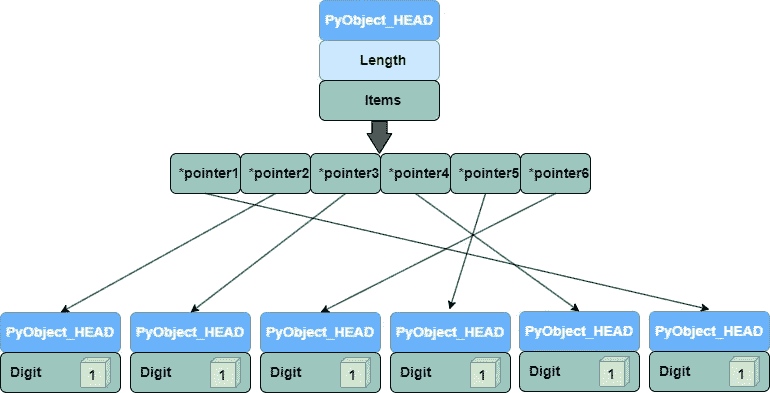 PyObject_HEAD
Length
Items
*pointer1 *pointer2 *pointer3 *pointer4 *pointer5 *pointer6
PyObject_HEAD PyObject_HEAD PyObject_HEAD PyObject_HEAD PyObject_HEAD PyObject_HEAD
Digit 1 Digit 1 Digit 1 Digit 1 Digit 1 Digit 1